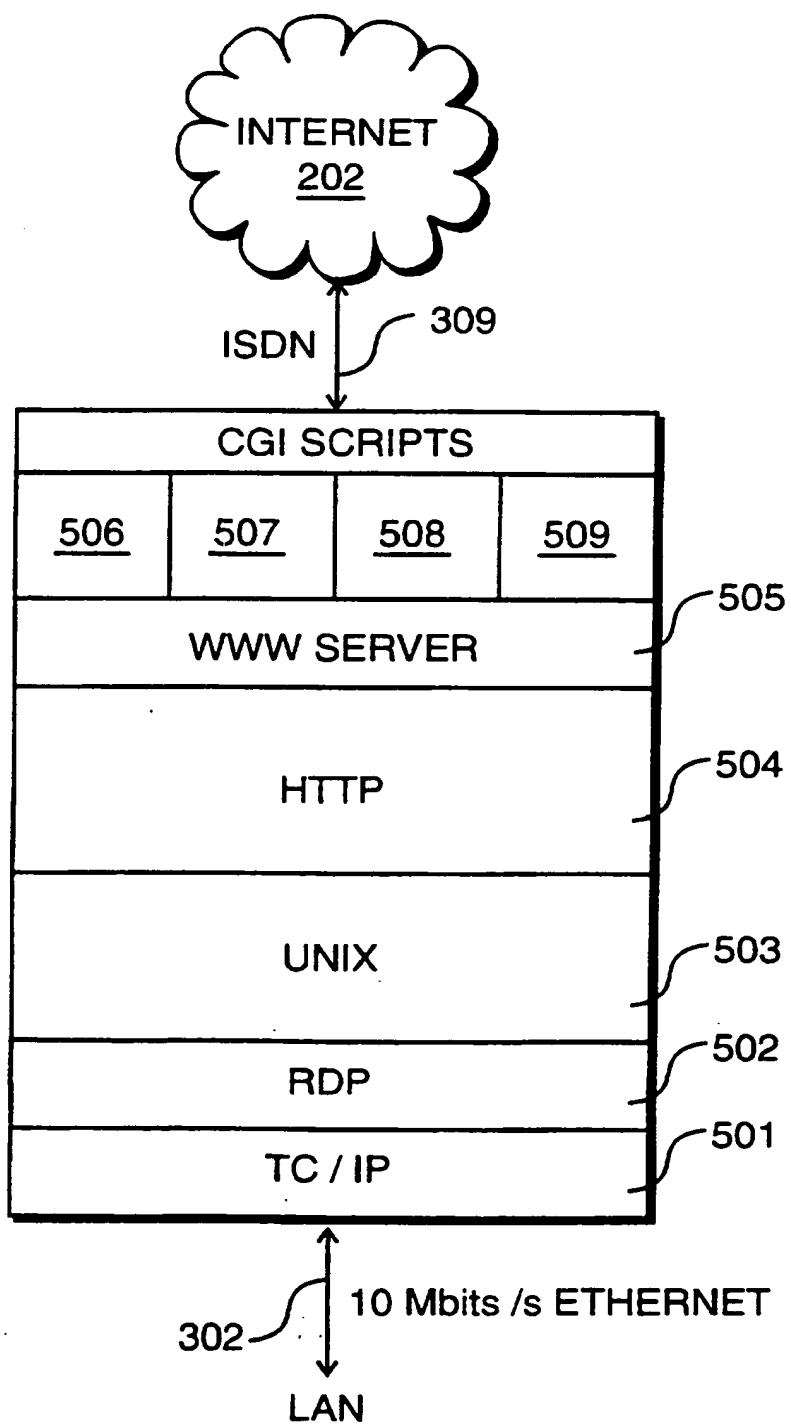 INTERNET
202
ISDN
309
CGI SCRIPTS
506 507 508 509
505
WWW SERVER
504
HTTP
503
UNIX
502
RDP
501
TC / IP
302
10 Mbits /s ETHERNET
LAN